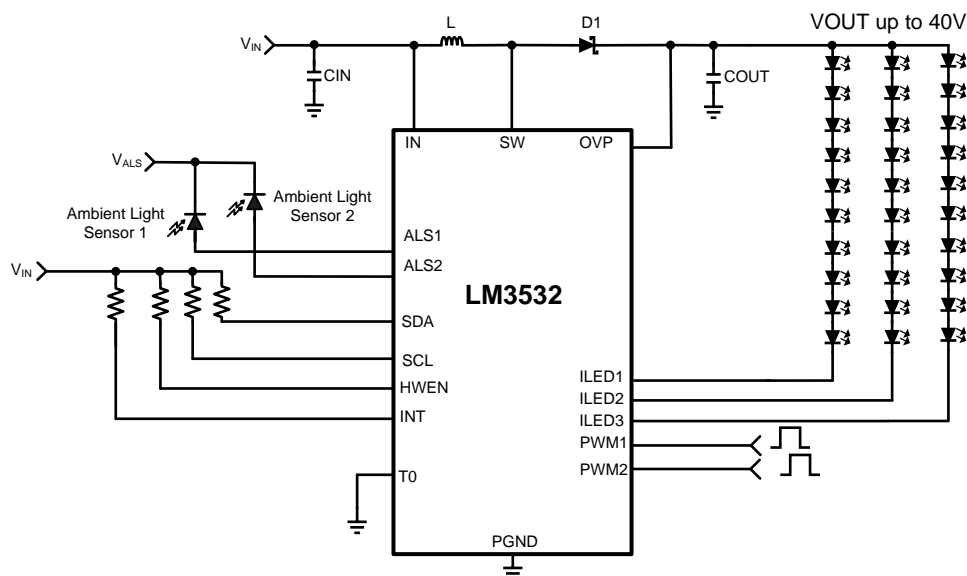 L
D1
VOUT up to 40V
VIN
CIN
COUT
IN
SW
OVP
VALS
Ambient Light
Sensor 1
Ambient Light
Sensor 2
ALS1
ALS2
VIN
LM3532
SDA
SCL
HWEN
INT
ILED1
ILED2
ILED3
PWM1
PWM2
T0
PGND